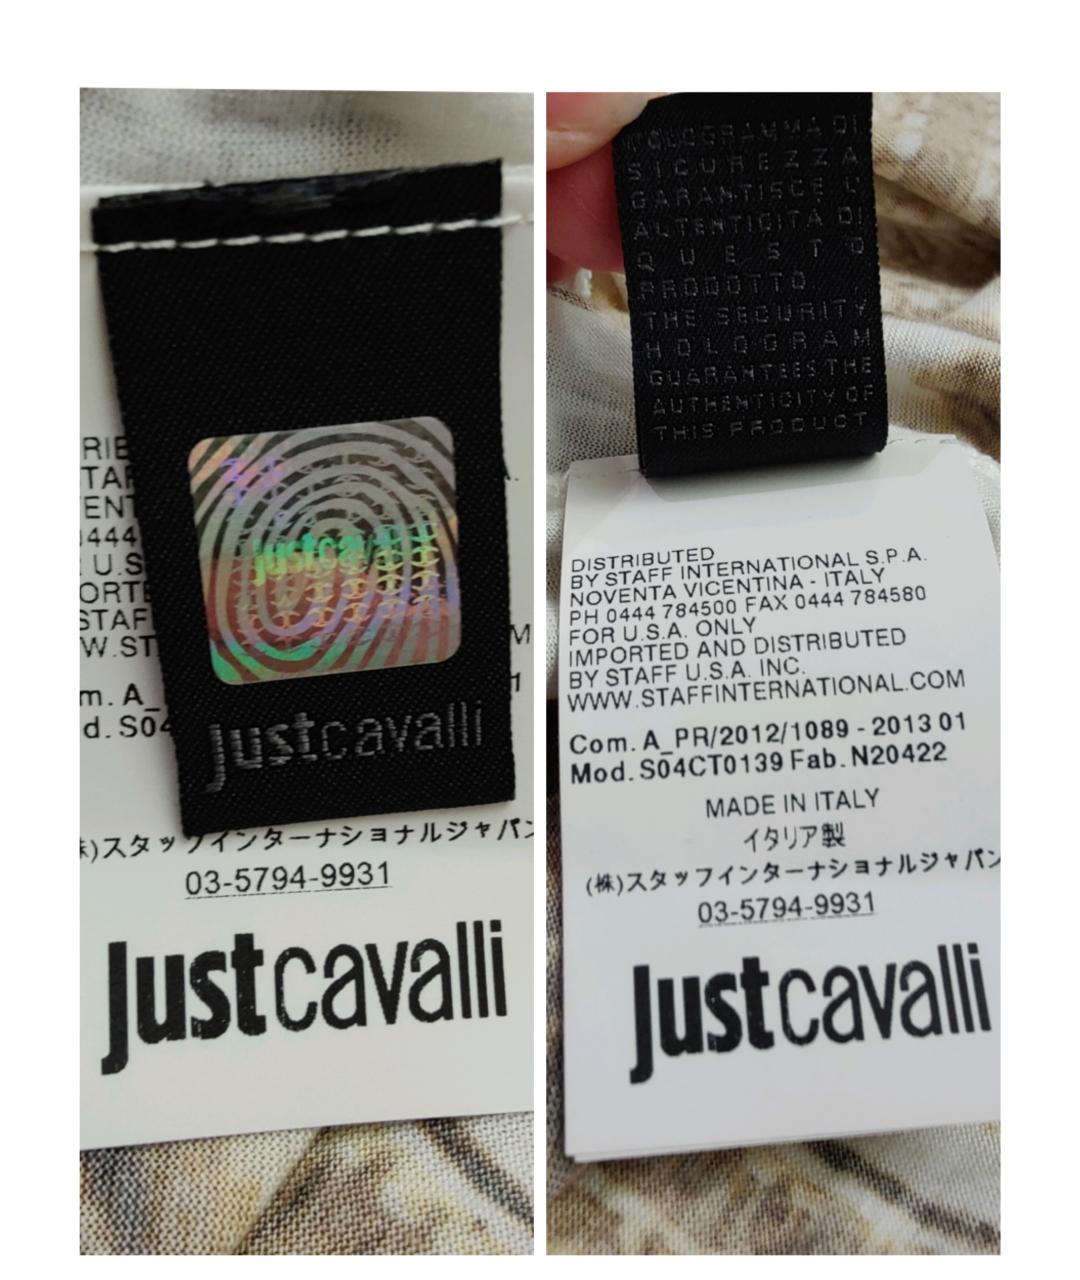 RIE
TAF
ENT
444
U.S
ORTE
STAF
W.ST
M
m. A_
1
d. S04
justcavalli
justcavalli
株)スタッフインターナショナルジャパン
03-5794-9931
justcavalli
HOLOGRAMMA DI
SICUREZZA
GARANTISCE L'
AUTENTICITÀ DI
QUESTO
PRODOTTO
THE SECURITY
HOLOGRAM
GUARANTEES THE
AUTHENTICITY OF
THIS PRODUCT
DISTRIBUTED
BY STAFF INTERNATIONAL S.P.A.
NOVENTA VICENTINA - ITALY
PH 0444 784500 FAX 0444 784580
FOR U.S.A. ONLY
IMPORTED AND DISTRIBUTED
BY STAFF U.S.A. INC.
WWW.STAFFINTERNATIONAL.COM
Com. A_PR/2012/1089 - 2013 01
Mod. S04CT0139 Fab. N20422
MADE IN ITALY
イタリア製
(株)スタッフインターナショナルジャパン
03-5794-9931
justcavalli